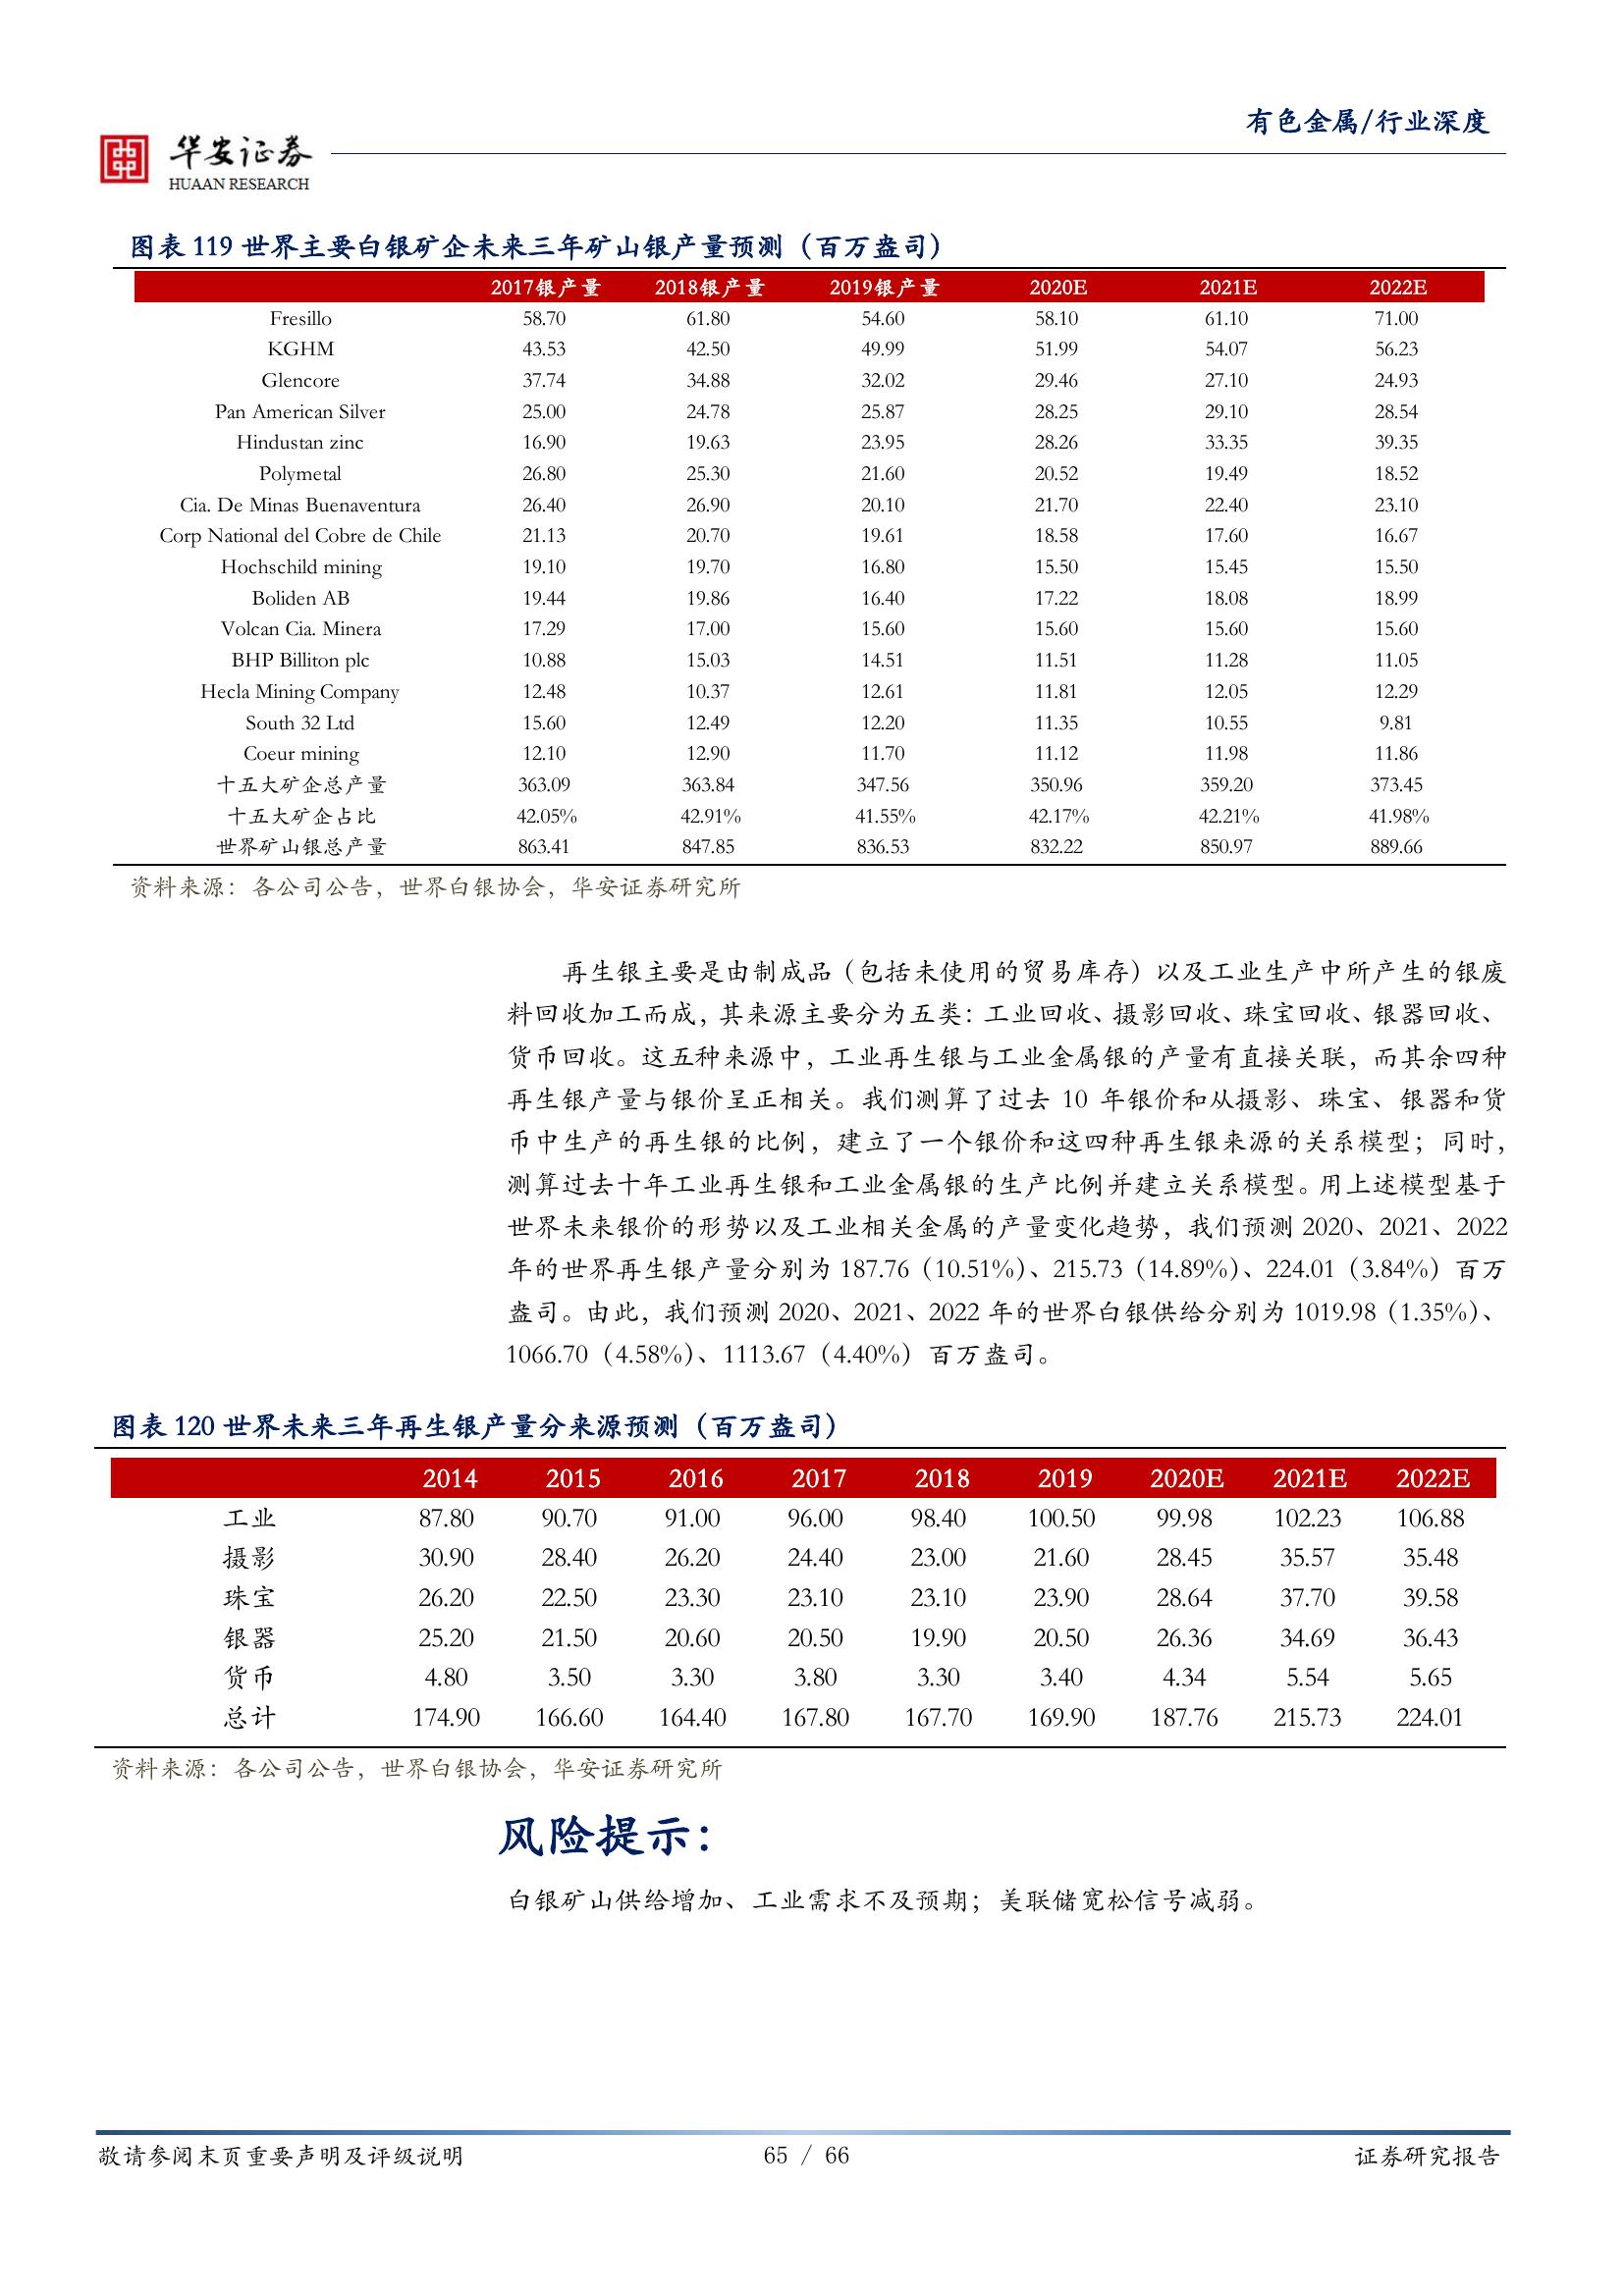 有色金属/行业深度
华安证券
HUAAN RESEARCH
图表 119 世界主要白银矿企未来三年矿山银产量预测（百万盎司）
2017银产量 2018银产量 2019银产量 2020E 2021E 2022E
Fresillo 58.70 61.80 54.60 58.10 61.10 71.00
KGHM 43.53 42.50 49.99 51.99 54.07 56.23
Glencore 37.74 34.88 32.02 29.46 27.10 24.93
Pan American Silver 25.00 24.78 25.87 28.25 29.10 28.54
Hindustan zinc 16.90 19.63 23.95 28.26 33.35 39.35
Polymetal 26.80 25.30 21.60 20.52 19.49 18.52
Cia. De Minas Buenaventura 26.40 26.90 20.10 21.70 22.40 23.10
Corp National del Cobre de Chile 21.13 20.70 19.61 18.58 17.60 16.67
Hochschild mining 19.10 19.70 16.80 15.50 15.45 15.50
Boliden AB 19.44 19.86 16.40 17.22 18.08 18.99
Volcan Cia. Minera 17.29 17.00 15.60 15.60 15.60 15.60
BHP Billiton plc 10.88 15.03 14.51 11.51 11.28 11.05
Hecla Mining Company 12.48 10.37 12.61 11.81 12.05 12.29
South 32 Ltd 15.60 12.49 12.20 11.35 10.55 9.81
Coeur mining 12.10 12.90 11.70 11.12 11.98 11.86
十五大矿企总产量 363.09 363.84 347.56 350.96 359.20 373.45
十五大矿企占比 42.05% 42.91% 41.55% 42.17% 42.21% 41.98%
世界矿山银总产量 863.41 847.85 836.53 832.22 850.97 889.66
资料来源：各公司公告，世界白银协会，华安证券研究所
再生银主要是由制成品（包括未使用的贸易库存）以及工业生产中所产生的银废
料回收加工而成，其来源主要分为五类：工业回收、摄影回收、珠宝回收、银器回收、
货币回收。这五种来源中，工业再生银与工业金属银的产量有直接关联，而其余四种
再生银产量与银价呈正相关。我们测算了过去 10 年银价和从摄影、珠宝、银器和货
币中生产的再生银的比例，建立了一个银价和这四种再生银来源的关系模型；同时，
测算过去十年工业再生银和工业金属银的生产比例并建立关系模型。用上述模型基于
世界未来银价的形势以及工业相关金属的产量变化趋势，我们预测 2020、2021、2022
年的世界再生银产量分别为 187.76（10.51%）、215.73（14.89%）、224.01（3.84%）百万
盎司。由此，我们预测 2020、2021、2022 年的世界白银供给分别为 1019.98（1.35%）、
1066.70（4.58%）、1113.67（4.40%）百万盎司。
图表 120 世界未来三年再生银产量分来源预测（百万盎司）
2014 2015 2016 2017 2018 2019 2020E 2021E 2022E
工业 87.80 90.70 91.00 96.00 98.40 100.50 99.98 102.23 106.88
摄影 30.90 28.40 26.20 24.40 23.00 21.60 28.45 35.57 35.48
珠宝 26.20 22.50 23.30 23.10 23.10 23.90 28.64 37.70 39.58
银器 25.20 21.50 20.60 20.50 19.90 20.50 26.36 34.69 36.43
货币 4.80 3.50 3.30 3.80 3.30 3.40 4.34 5.54 5.65
总计 174.90 166.60 164.40 167.80 167.70 169.90 187.76 215.73 224.01
资料来源：各公司公告，世界白银协会，华安证券研究所
风险提示：
白银矿山供给增加、工业需求不及预期；美联储宽松信号减弱。
敬请参阅末页重要声明及评级说明 65 / 66 证券研究报告